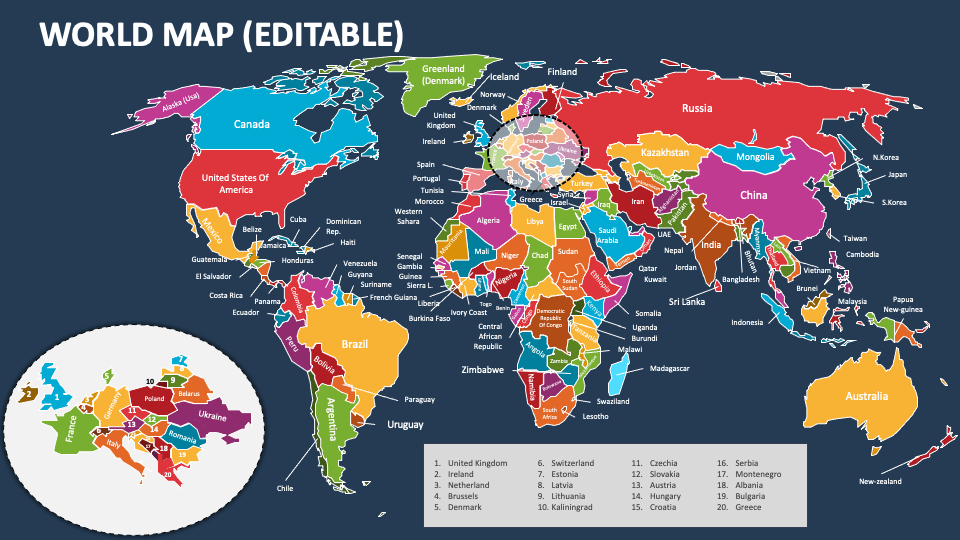 WORLD MAP (EDITABLE)
Greenland
(Denmark)
Iceland
Finland
Norway
Sweden
Denmark
United
Kingdom
Ireland
Alaska (Usa)
Canada
Russia
Poland
Ukraine
Italy
Kazakhstan
Mongolia
N.Korea
Japan
S.Korea
China
United States Of
America
Spain
Portugal
Tunisia
Morocco
Western
Sahara
Greece
Turkey
Syria
Israel
Iraq
Iran
Afghanistan
Pakistan
Mexico
Cuba
Belize
Jamaica
Dominican
Rep.
Haiti
Guatemala
Honduras
El Salvador
Costa Rica
Panama
Venezuela
Guyana
Suriname
French Guiana
Colombia
Ecuador
Algeria
Libya
Egypt
Saudi
Arabia
UAE
Nepal
Jordan
Qatar
Kuwait
India
Bhutan
Bangladesh
Myanmar
Sri Lanka
Taiwan
Cambodia
Vietnam
Brunei
Malaysia
Indonesia
Papua
New-guinea
Mauritania
Mali
Niger
Chad
Sudan
South
Sudan
Ethiopia
Somalia
Senegal
Gambia
Guinea
Sierra L.
Liberia
Burkina Faso
Ivory Coast
Togo
Benin
Nigeria
Central
African
Republic
Democratic
Republic
Of Congo
Congo
Kenya
Uganda
Burundi
Tanzania
Malawi
Angola
Zambia
Zimbabwe
Namibia
Botswana
Madagascar
Swaziland
South
Africa
Lesotho
Peru
Brazil
Bolivia
Paraguay
Uruguay
Argentina
Chile
Australia
New-zealand
1
2
3
5
7
9
10
11
12
13
14
18
19
20
France
Germany
Poland
Belarus
Ukraine
Romania
Italy
1. United Kingdom
2. Ireland
3. Netherland
4. Brussels
5. Denmark
6. Switzerland
7. Estonia
8. Latvia
9. Lithuania
10. Kaliningrad
11. Czechia
12. Slovakia
13. Austria
14. Hungary
15. Croatia
16. Serbia
17. Montenegro
18. Albania
19. Bulgaria
20. Greece